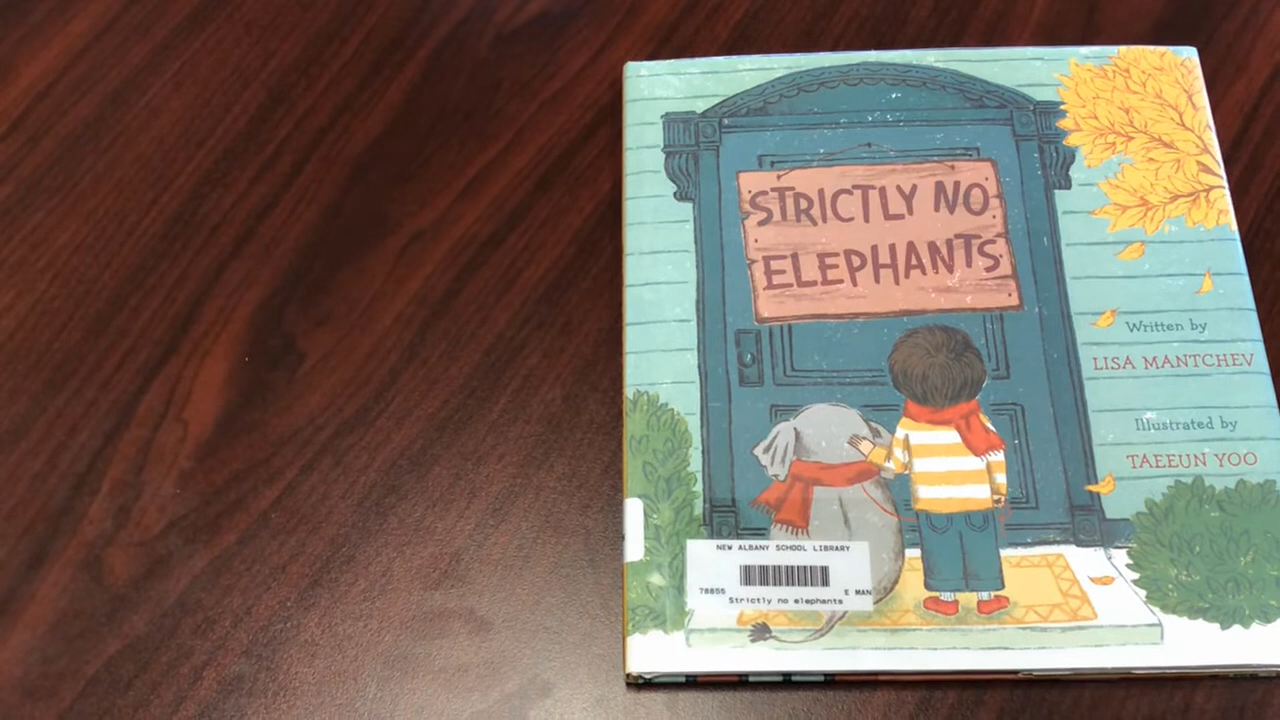 STRICTLY NO
ELEPHANTS
Written by
LISA MANTCHEV
Illustrated by
TAEEUN YOO
NEW ALBANY SCHOOL LIBRARY
78855 E MAN
Strictly no elephants